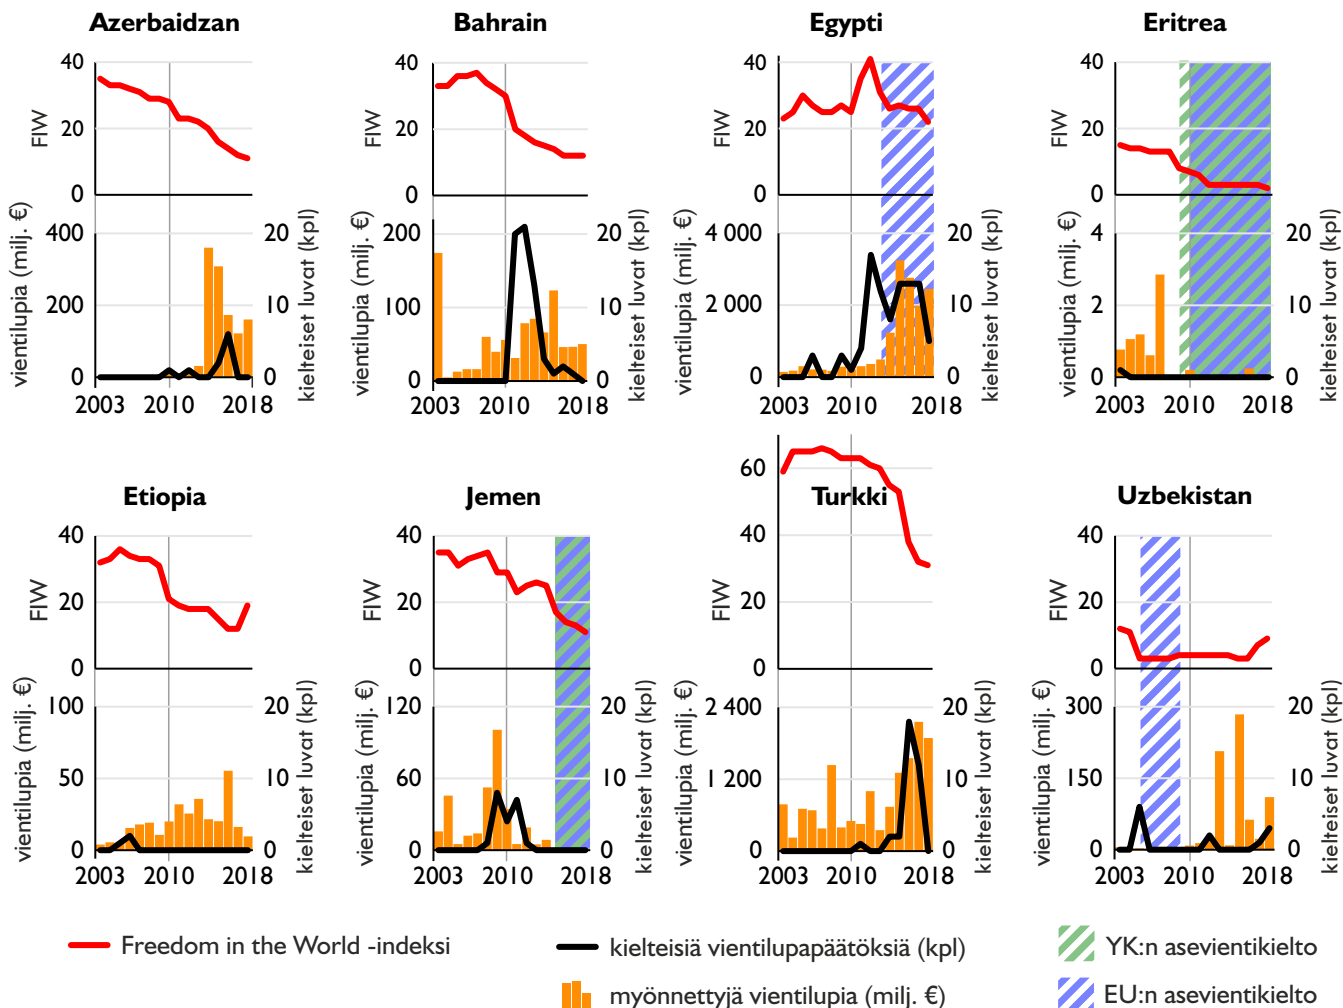 Azerbaidzan
Bahrain
Egypti
Eritrea
FIW
40
20
0
vientilupia (milj. €)
400
200
0
20
10
0
kielteiset luvat (kpl)
2003
2010
2018
FIW
40
20
0
200
100
0
20
10
0
kielteiset luvat (kpl)
2003
2010
2018
FIW
40
20
0
vientilupia (milj. €)
4 000
2 000
0
20
10
0
kielteiset luvat (kpl)
2003
2010
2018
FIW
40
20
0
vientilupia (milj. €)
4
2
0
20
10
0
kielteiset luvat (kpl)
2003
2010
2018
Etiopia
Jemen
Turkki
Uzbekistan
FIW
40
20
0
vientilupia (milj. €)
100
50
0
20
10
0
kielteiset luvat (kpl)
2003
2010
2018
FIW
40
20
0
vientilupia (milj. €)
120
60
0
20
10
0
kielteiset luvat (kpl)
2003
2010
2018
FIW
60
40
20
0
vientilupia (milj. €)
2 400
1 200
0
20
10
0
kielteiset luvat (kpl)
2003
2010
2018
FIW
40
20
0
vientilupia (milj. €)
300
150
0
20
10
0
kielteiset luvat (kpl)
2003
2010
2018
Freedom in the World -indeksi
kielteisiä vientilupapäätöksiä (kpl)
YK:n asevientikielto
myönnettyjä vientilupia (milj. €)
EU:n asevientikielto